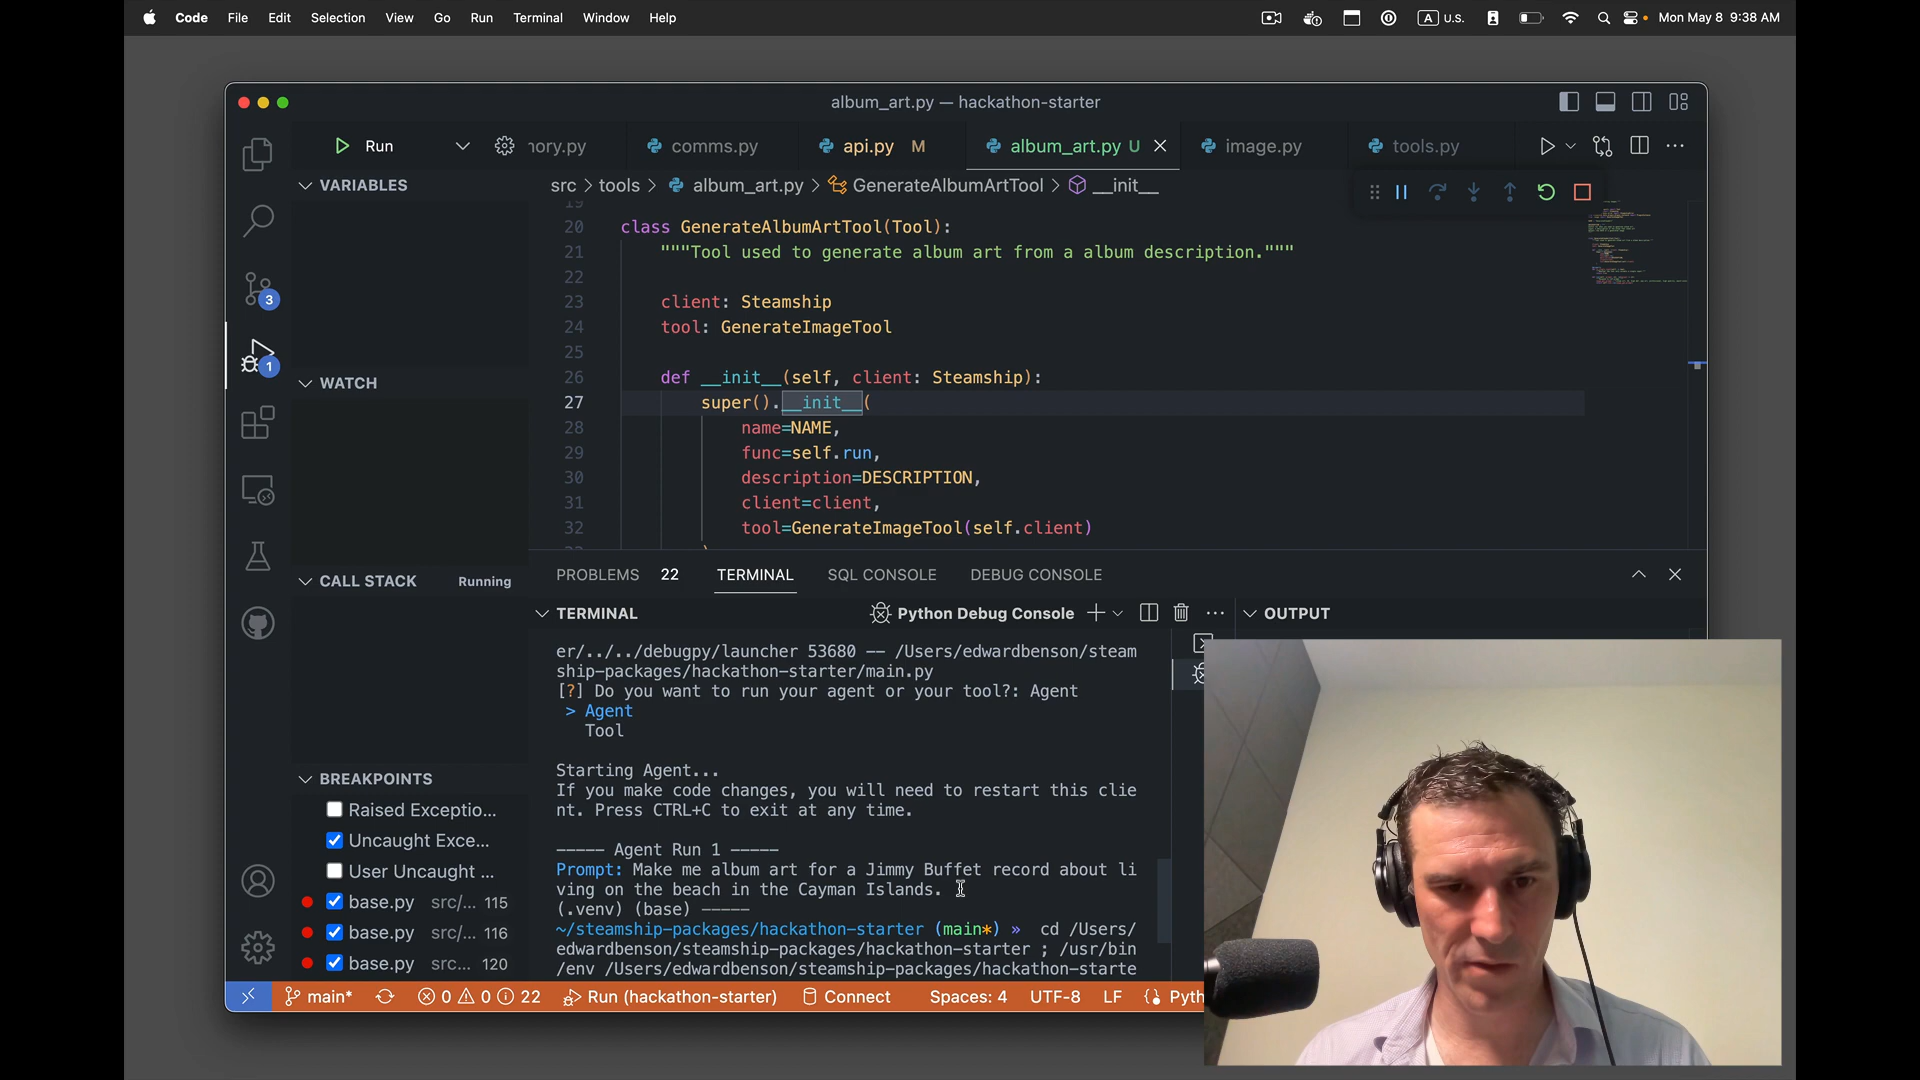 Code File Edit Selection View Go Run Terminal Window Help A U.S. Mon May 8 9:38 AM
album_art.py — hackathon-starter
Run ory.py comms.py api.py M album_art.py U image.py tools.py
VARIABLES
src > tools > album_art.py > GenerateAlbumArtTool > __init__
19
20 class GenerateAlbumArtTool(Tool):
21 """Tool used to generate album art from a album description."""
22
23 client: Steamship
24 tool: GenerateImageTool
25
26 def __init__(self, client: Steamship):
27 super().__init__(
28 name=NAME,
29 func=self.run,
30 description=DESCRIPTION,
31 client=client,
32 tool=GenerateImageTool(self.client)
3
1
WATCH
CALL STACK Running
PROBLEMS 22 TERMINAL SQL CONSOLE DEBUG CONSOLE
TERMINAL Python Debug Console OUTPUT
er/../../debugpy/launcher 53680 -- /Users/edwardbenson/steam
ship-packages/hackathon-starter/main.py
[?] Do you want to run your agent or your tool?: Agent
> Agent
Tool
Starting Agent...
If you make code changes, you will need to restart this clie
nt. Press CTRL+C to exit at any time.
----- Agent Run 1 -----
Prompt: Make me album art for a Jimmy Buffet record about li
ving on the beach in the Cayman Islands.
(.venv) (base) -----
~/steamship-packages/hackathon-starter (main*) » cd /Users/
edwardbenson/steamship-packages/hackathon-starter ; /usr/bin
/env /Users/edwardbenson/steamship-packages/hackathon-starte
BREAKPOINTS
Raised Exceptio...
Uncaught Exce...
User Uncaught ...
base.py src/... 115
base.py src/... 116
base.py src... 120
main* 0 0 22 Run (hackathon-starter) Connect Spaces: 4 UTF-8 LF Pyth